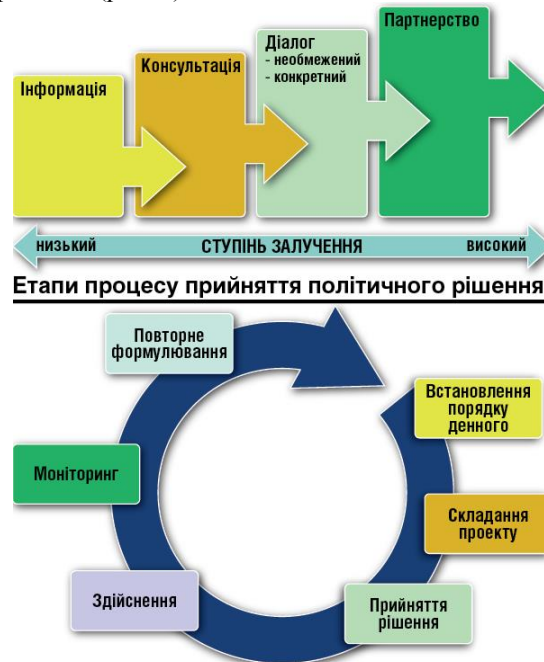 Інформація
Консультація
Діалог
- необмежений
- конкретний
Партнерство
низький СТУПІНЬ ЗАЛУЧЕННЯ високий
Етапи процесу прийняття політичного рішення
Повторне
формулювання
Встановлення
порядку
денного
Моніторинг
Складання
проекту
Здійснення
Прийняття
рішення